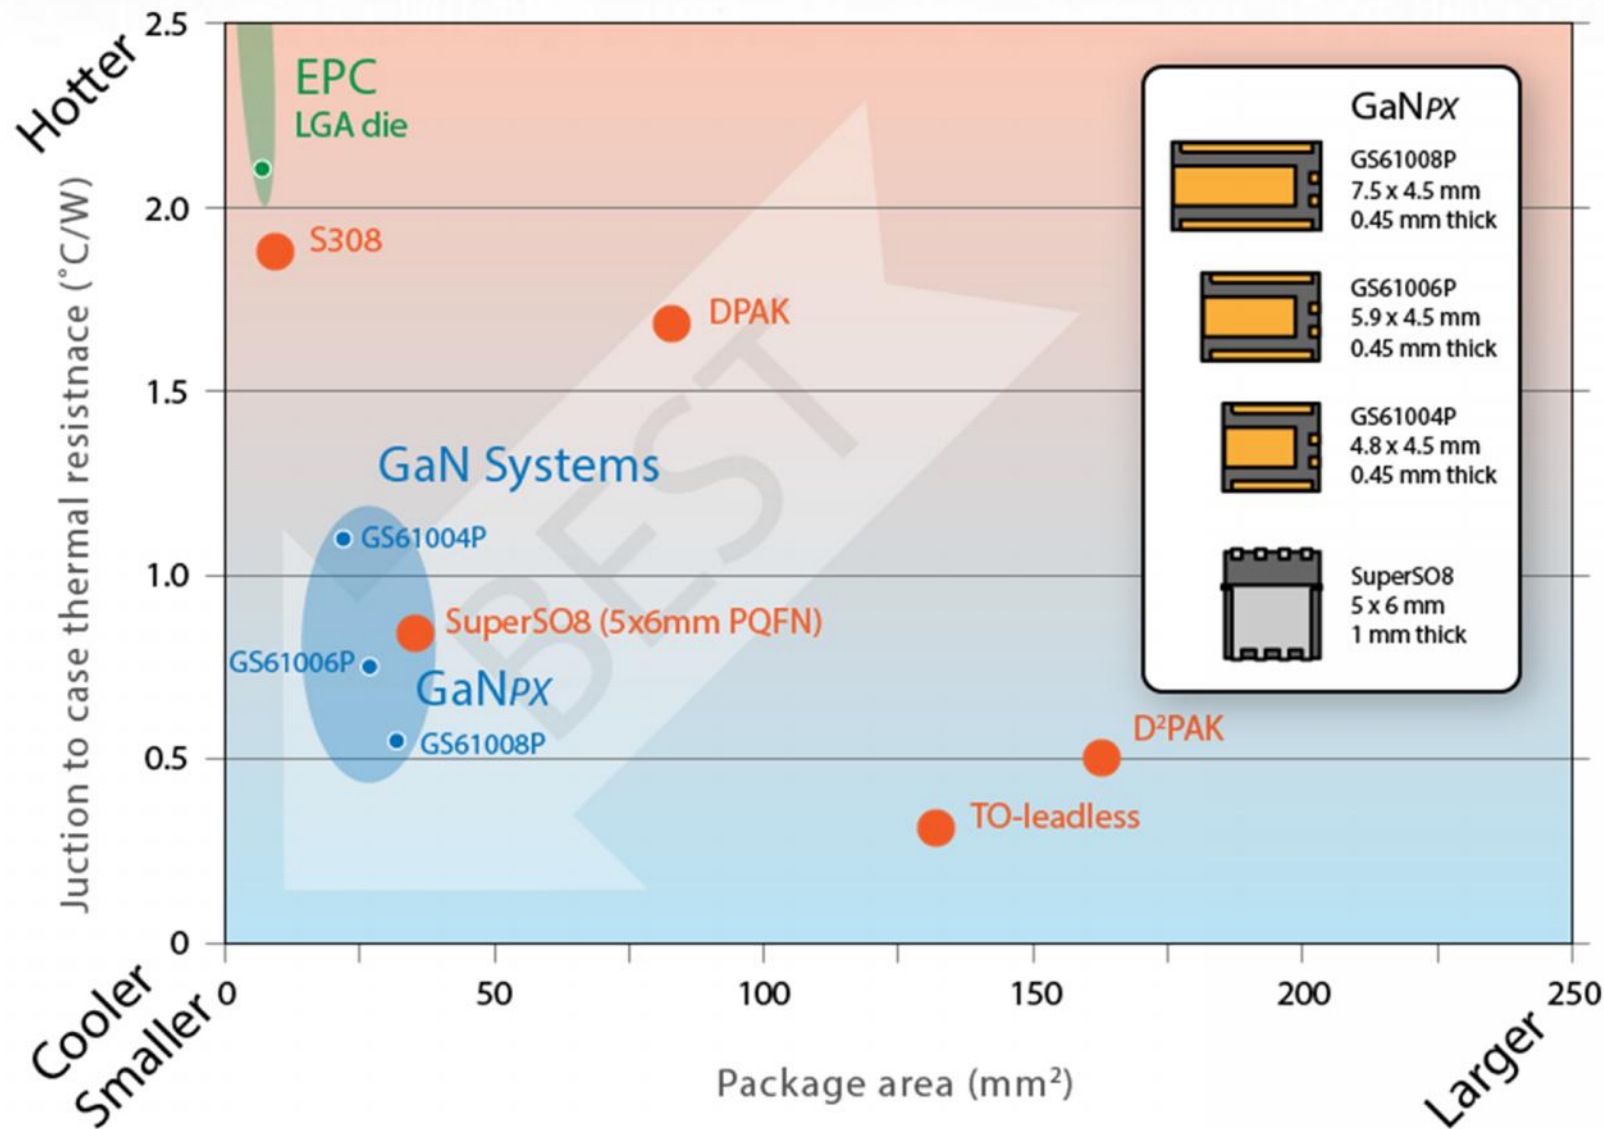 Hotter
2.5
2.0
1.5
1.0
0.5
0
Juction to case thermal resistnace (°C/W)
EPC
LGA die
S308
DPAK
BEST
GaN Systems
GS61004P
SuperSO8 (5x6mm PQFN)
GS61006P
GaNPX
GS61008P
D²PAK
TO-leadless
GaNPX
GS61008P
7.5 x 4.5 mm
0.45 mm thick
GS61006P
5.9 x 4.5 mm
0.45 mm thick
GS61004P
4.8 x 4.5 mm
0.45 mm thick
SuperSO8
5 x 6 mm
1 mm thick
Cooler
Smaller
0 50 100 150 200 250
Package area (mm²)
Larger